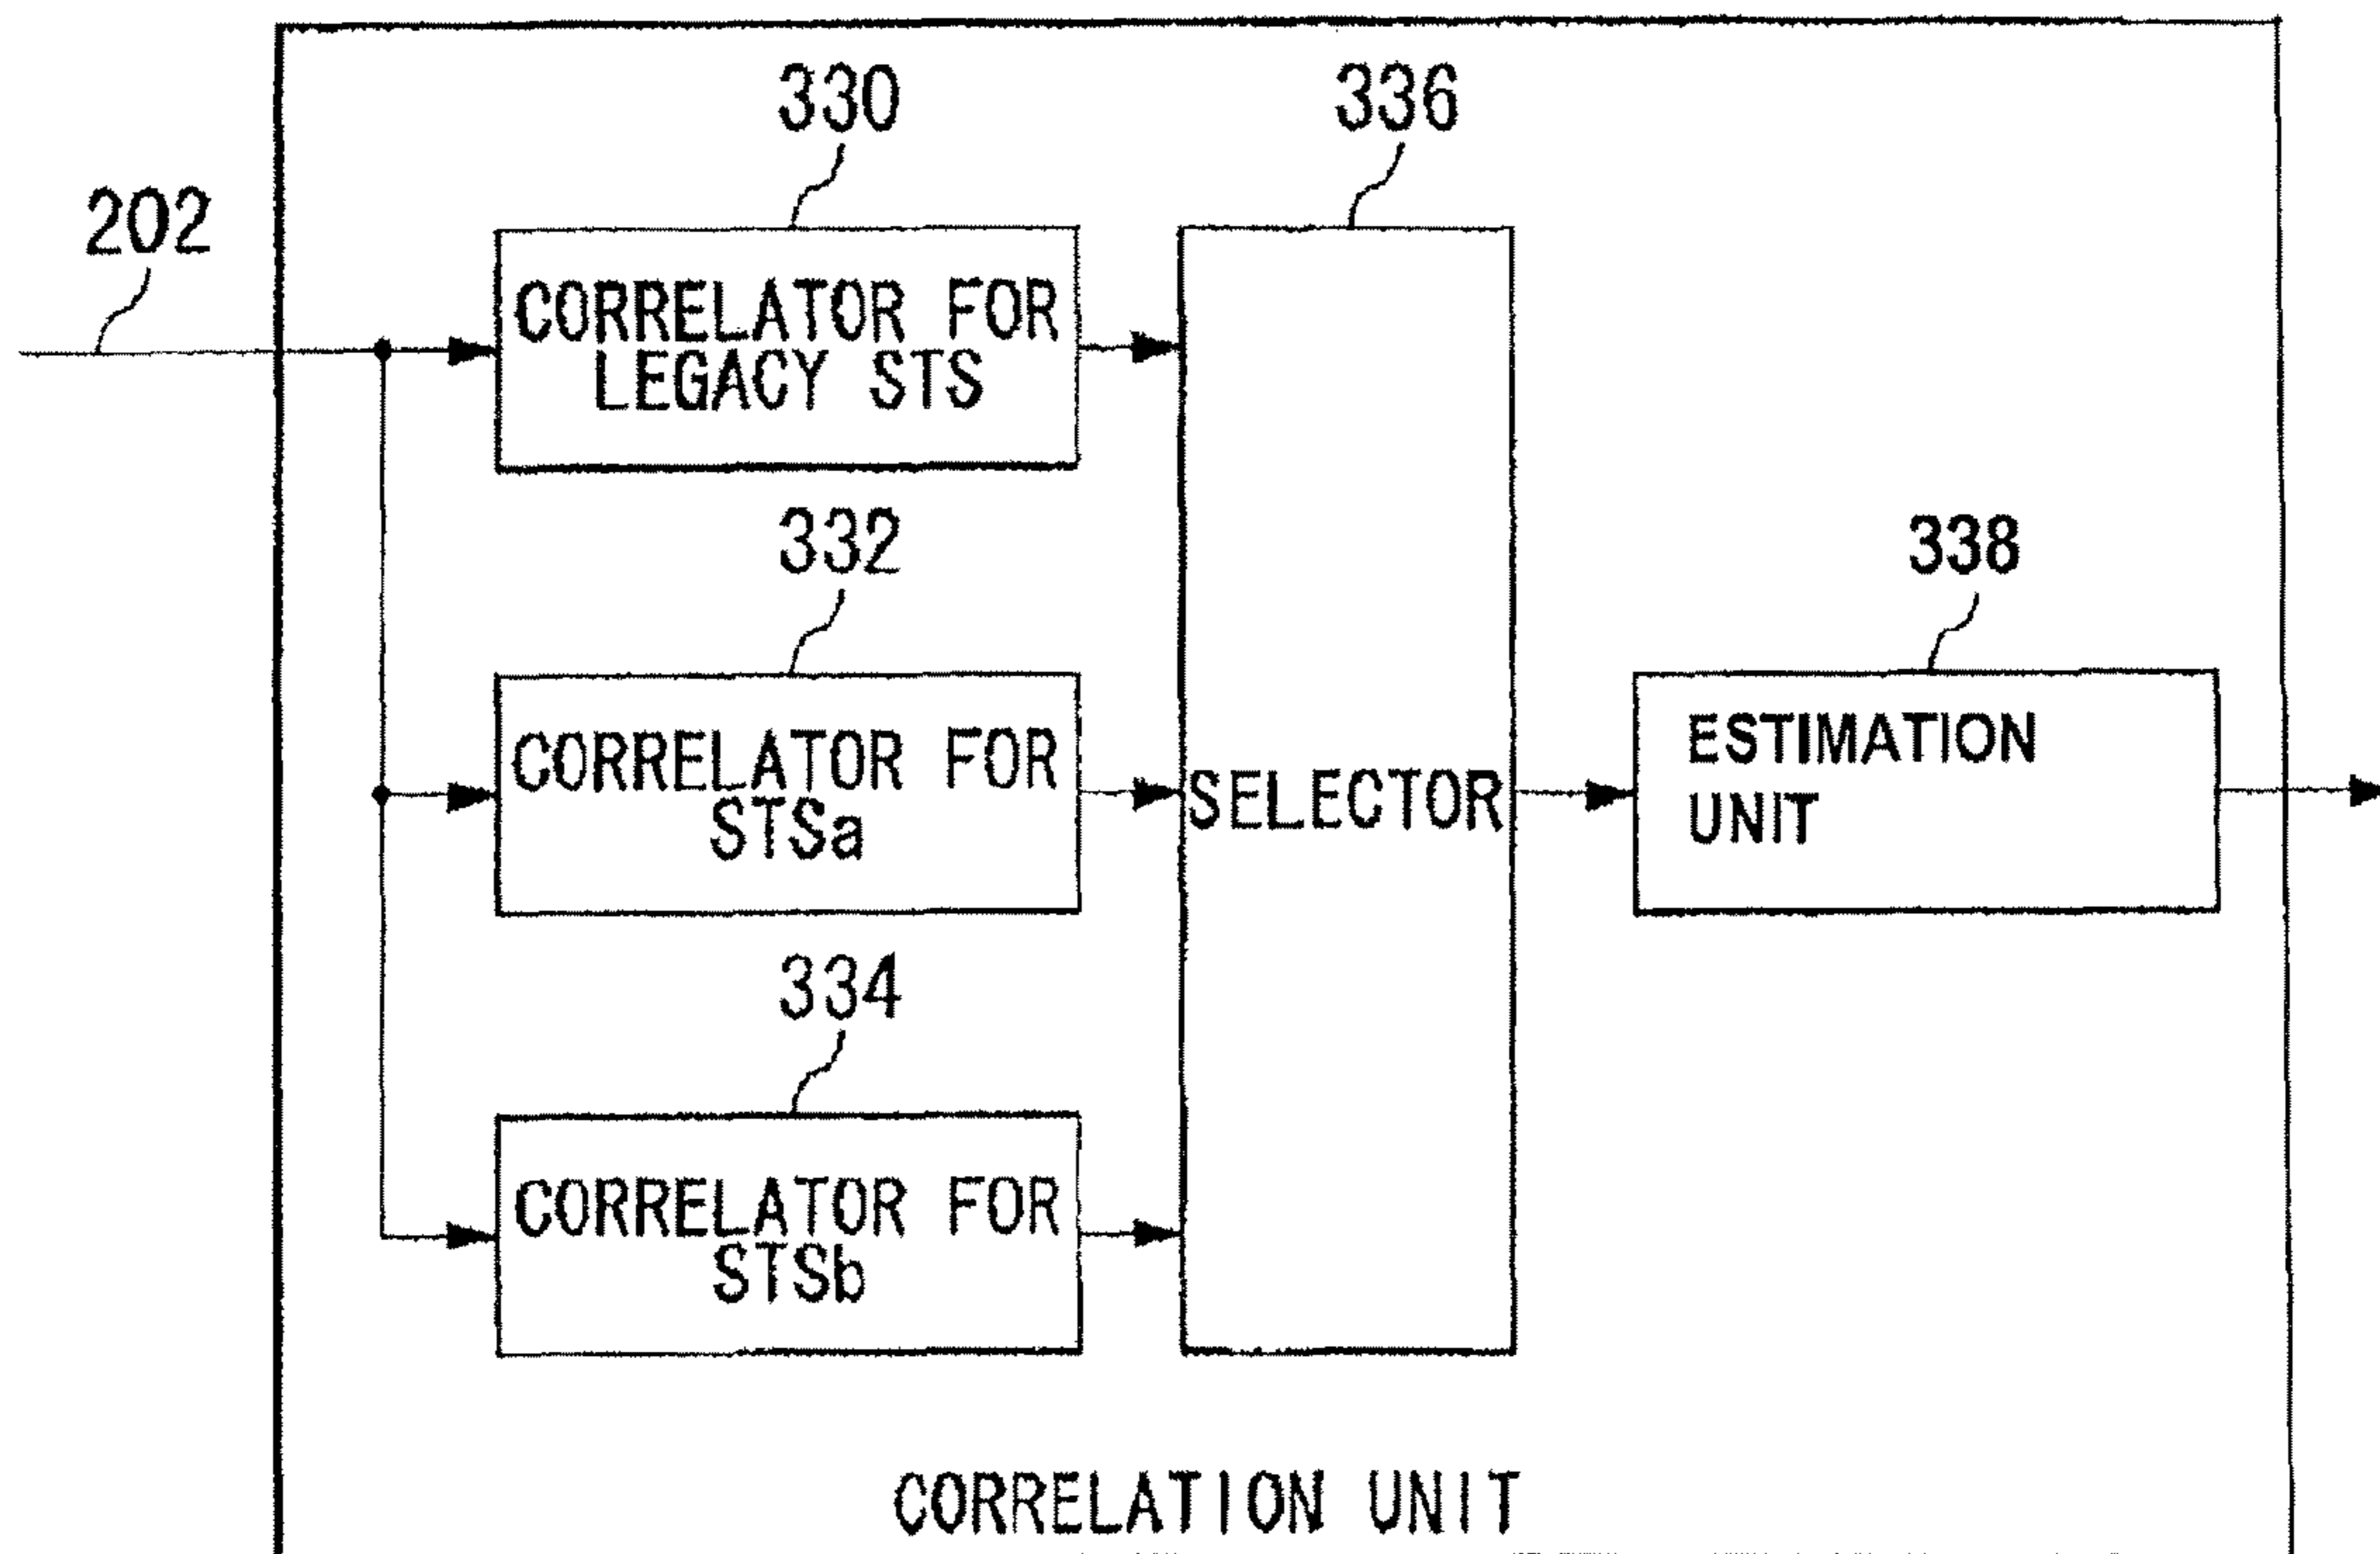 330
336
202
CORRELATOR FOR
LEGACY STS
332
338
CORRELATOR FOR
STSa
SELECTOR
ESTIMATION
UNIT
334
CORRELATOR FOR
STSb
CORRELATION UNIT